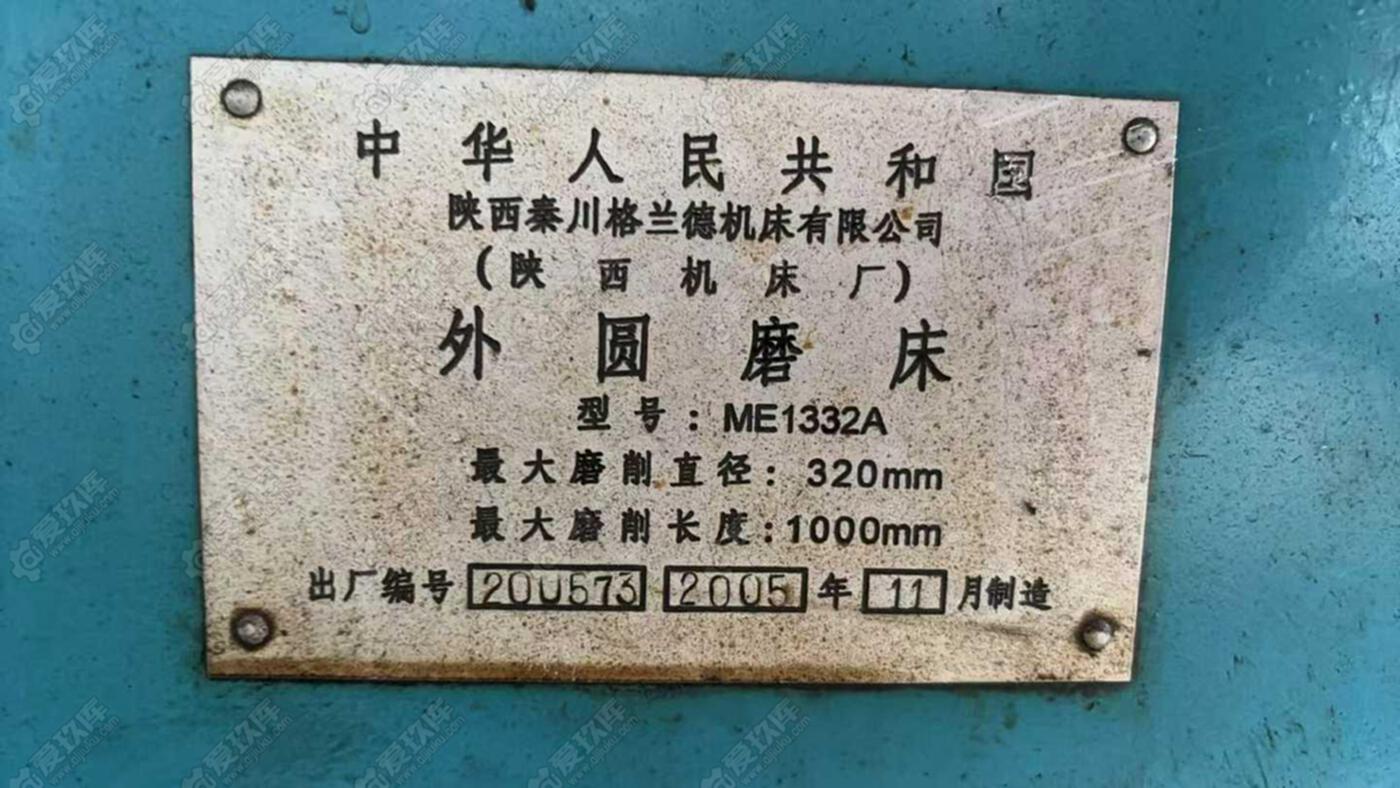 中华人民共和国
陕西秦川格兰德机床有限公司
（陕西机床厂）
外圆磨床
型号：ME1332A
最大磨削直径：320mm
最大磨削长度：1000mm
出厂编号 200573 2005 年 11 月制造